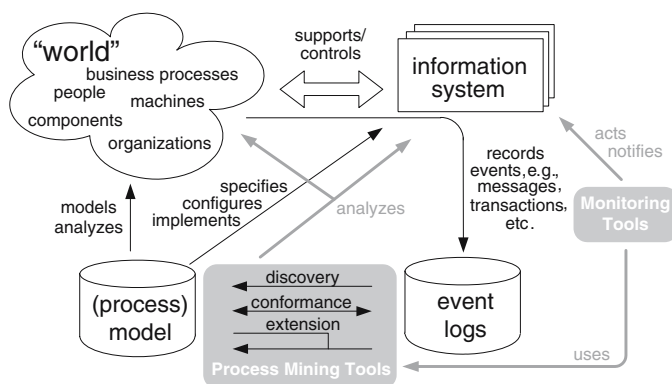 “world”
business processes
people
machines
components
organizations
supports/
controls
information
system
acts
notifies
records
events, e.g.,
messages,
transactions,
etc.
Monitoring
Tools
specifies
configures
implements
models
analyzes
analyzes
(process)
model
discovery
conformance
extension
Process Mining Tools
event
logs
uses